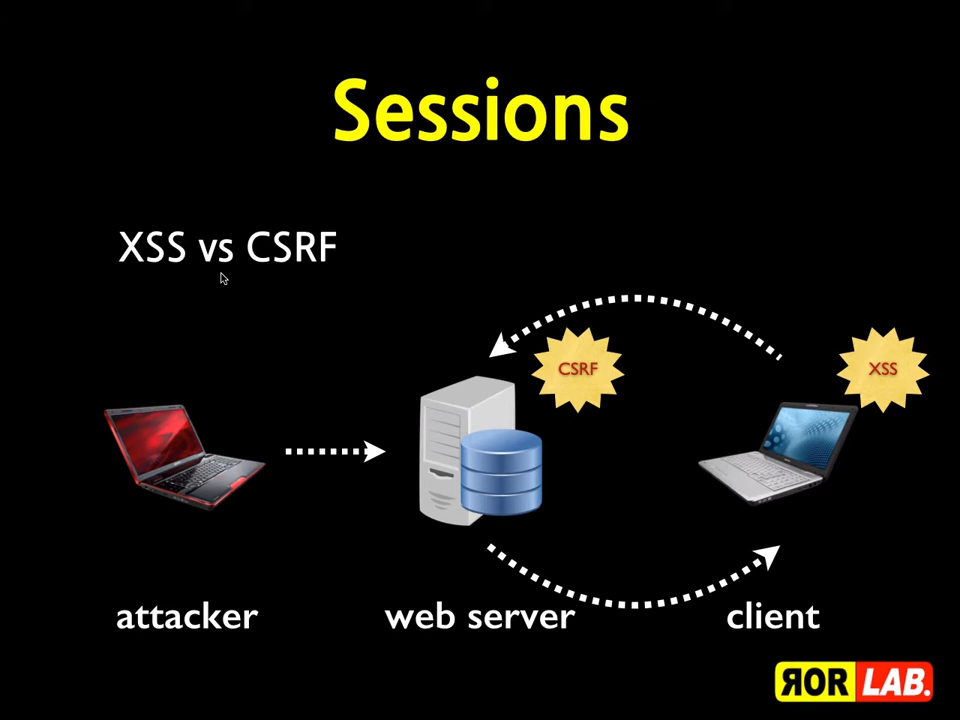 Sessions
XSS vs CSRF
CSRF
XSS
attacker
web server
client
ЯOR LAB.